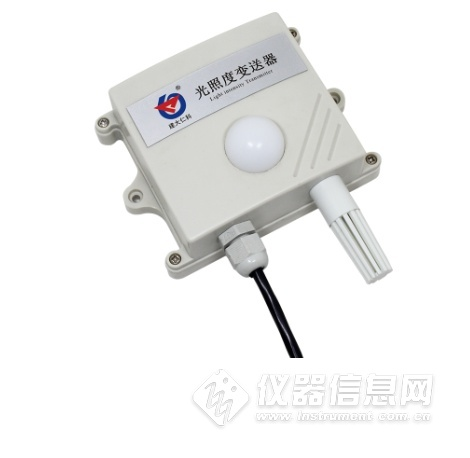 光照度变送器
Light intensity Transmitter
建大仁科
仪器信息网
www.instrument.com.cn